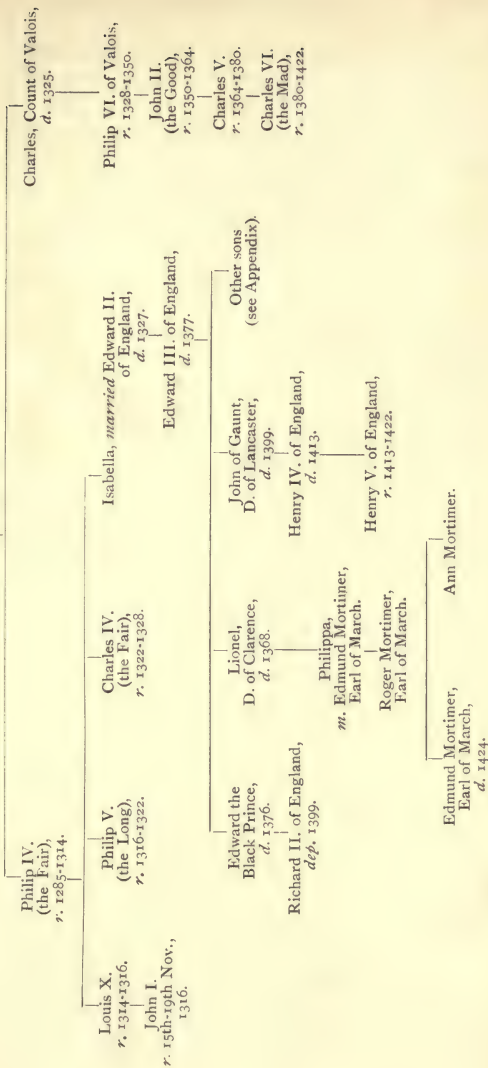 Philip IV.
(the Fair),
r. 1285-1314.
Charles, Count of Valois,
d. 1325.
Louis X.
r. 1314-1316.
John I.
r. 15th-19th Nov.,
1316.
Philip V.
(the Long),
r. 1316-1322.
Charles IV.
(the Fair),
r. 1322-1328.
Isabella, married Edward II.
of England,
d. 1327.
Edward III. of England,
d. 1377.
Philip VI. of Valois,
r. 1328-1350.
John II.
(the Good),
r. 1350-1364.
Charles V.
r. 1364-1380.
Charles VI.
(the Mad),
r. 1380-1422.
Edward the
Black Prince,
d. 1376.
Richard II. of England,
dep. 1399.
Lionel,
D. of Clarence,
d. 1368.
Philippa,
m. Edmund Mortimer,
Earl of March.
Roger Mortimer,
Earl of March.
Edmund Mortimer,
Earl of March,
d. 1424.
Ann Mortimer.
John of Gaunt,
D. of Lancaster,
d. 1399.
Henry IV. of England,
d. 1413.
Henry V. of England,
r. 1413-1422.
Other sons
(see Appendix).